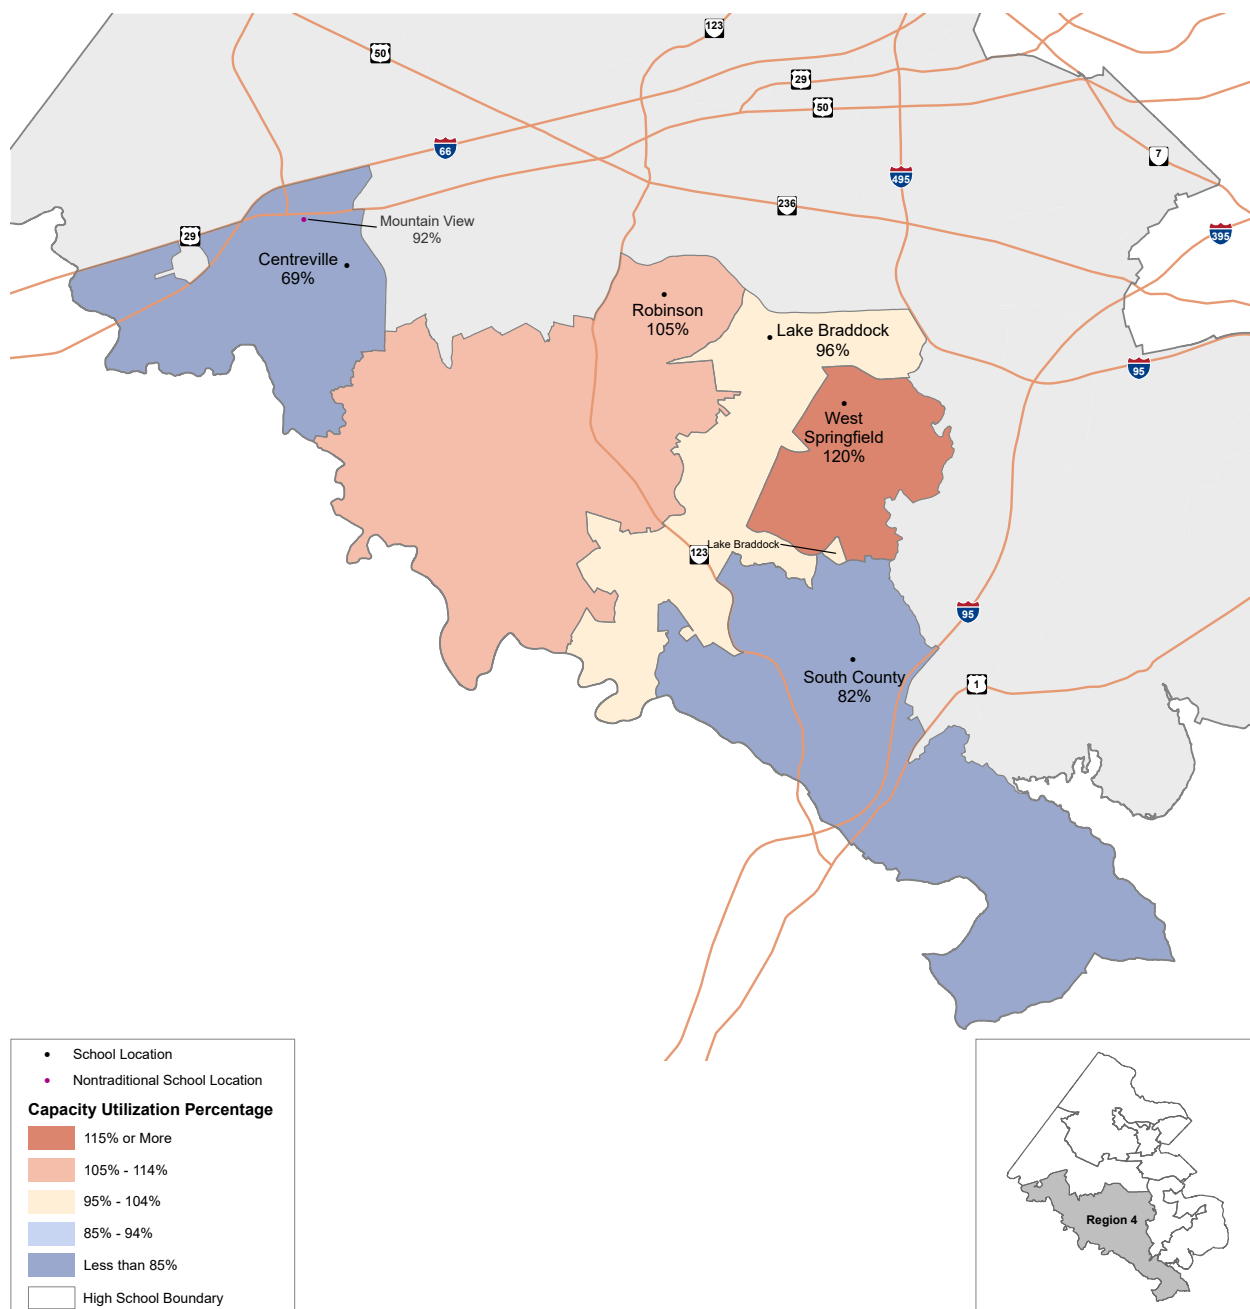 123
50
29
50
66
7
495
236
395
29
Mountain View
92%
Centreville
69%
Robinson
105%
Lake Braddock
96%
95
West
Springfield
120%
Lake Braddock
123
95
South County
82%
1
School Location
Nontraditional School Location
Capacity Utilization Percentage
115% or More
105% - 114%
95% - 104%
85% - 94%
Less than 85%
High School Boundary
Region 4